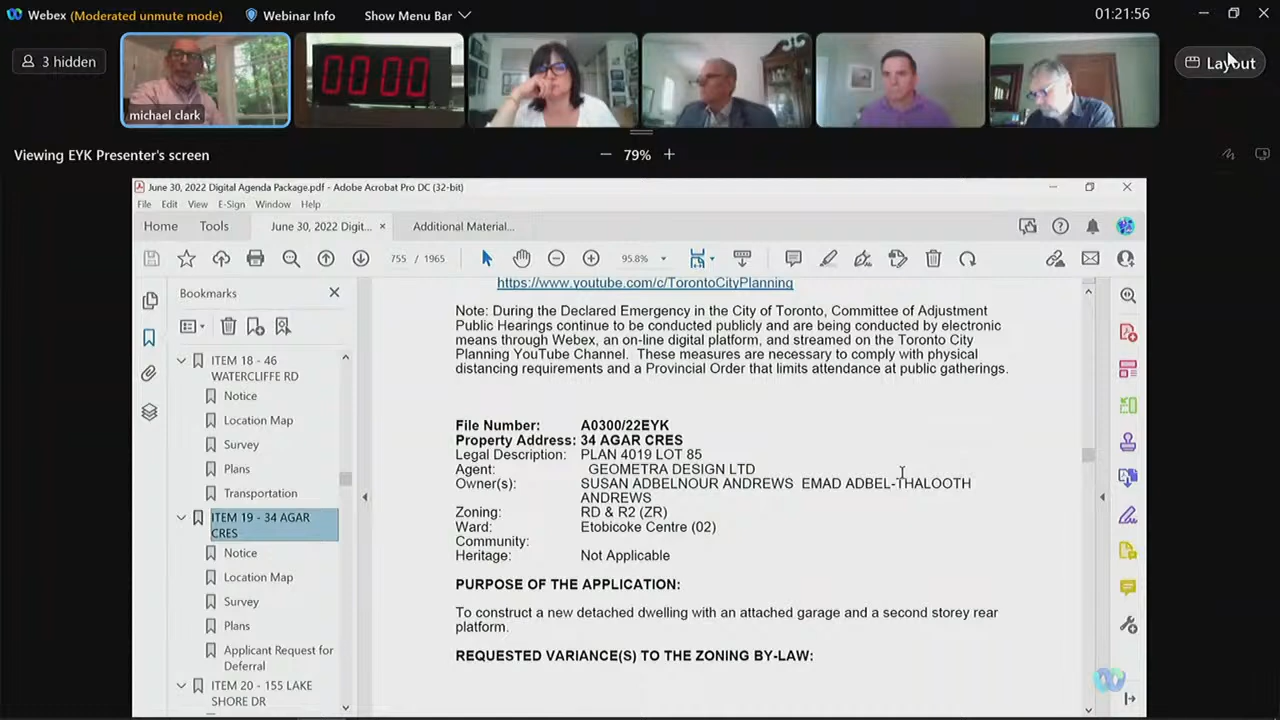 Webex (Moderated unmute mode) Webinar Info Show Menu Bar 01:21:56
3 hidden
michael clark
00 00
Layout
Viewing EYK Presenter's screen
79%
June 30, 2022 Digital Agenda Package.pdf - Adobe Acrobat Pro DC (32-bit)
File Edit View E-Sign Window Help
Home Tools June 30, 2022 Digit... Additional Material...
755 / 1965 95.8%
Bookmarks
ITEM 18 - 46
WATERCLIFFE RD
Notice
Location Map
Survey
Plans
Transportation
ITEM 19 - 34 AGAR
CRES
Notice
Location Map
Survey
Plans
Applicant Request for
Deferral
ITEM 20 - 155 LAKE
SHORE DR
https://www.youtube.com/c/TorontoCityPlanning
Note: During the Declared Emergency in the City of Toronto, Committee of Adjustment
Public Hearings continue to be conducted publicly and are being conducted by electronic
means through Webex, an on-line digital platform, and streamed on the Toronto City
Planning YouTube Channel. These measures are necessary to comply with physical
distancing requirements and a Provincial Order that limits attendance at public gatherings.
File Number: A0300/22EYK
Property Address: 34 AGAR CRES
Legal Description: PLAN 4019 LOT 85
Agent: GEOMETRA DESIGN LTD
Owner(s): SUSAN ADBELNOUR ANDREWS EMAD ADBEL-THALOOTH
ANDREWS
Zoning: RD & R2 (ZR)
Ward: Etobicoke Centre (02)
Community:
Heritage: Not Applicable
PURPOSE OF THE APPLICATION:
To construct a new detached dwelling with an attached garage and a second storey rear
platform.
REQUESTED VARIANCE(S) TO THE ZONING BY-LAW: